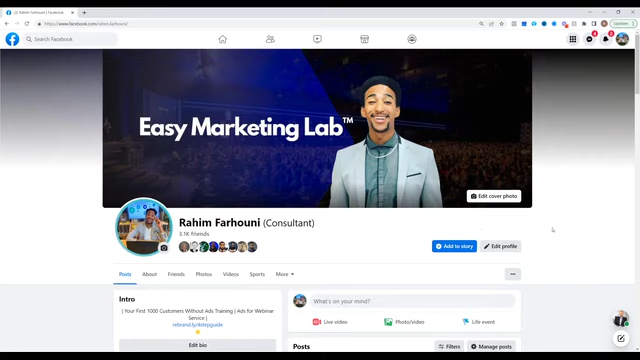 Rahim Farhouni | Facebook
https://www.facebook.com/rahim.farhouni/
Search Facebook
Easy Marketing Lab™
Edit cover photo
Rahim Farhouni (Consultant)
3.1K friends
Add to story
Edit profile
Posts
About
Friends
Photos
Videos
Sports
More
Intro
| Your First 1000 Customers Without Ads Training | Ads for Webinar
Service |
rebrand.ly/4stepguide
Edit bio
What's on your mind?
Live video
Photo/video
Life event
Posts
Filters
Manage posts